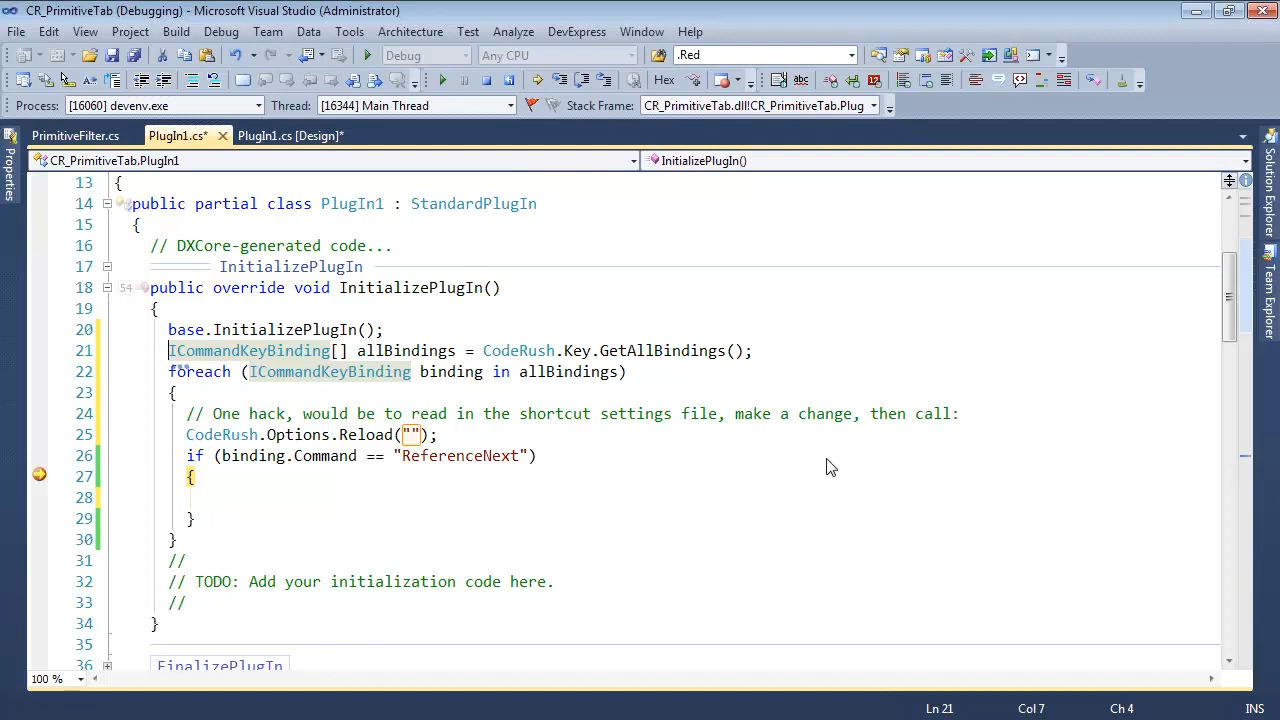 CR_PrimitiveTab (Debugging) - Microsoft Visual Studio (Administrator)
File Edit View Project Build Debug Team Data Tools Architecture Test Analyze DevExpress Window Help
Debug Any CPU .Red
Hex abc 12
Process: [16060] devenv.exe Thread: [16344] Main Thread Stack Frame: CR_PrimitiveTab.dll!CR_PrimitiveTab.Plug
PrimitiveFilter.cs PlugIn1.cs* PlugIn1.cs [Design]*
CR_PrimitiveTab.PlugIn1 InitializePlugIn()
Properties
Solution Explorer
Team Explorer
13 {
14 public partial class PlugIn1 : StandardPlugIn
15 {
16 // DXCore-generated code...
17 InitializePlugIn
18 54 public override void InitializePlugIn()
19 {
20 base.InitializePlugIn();
21 ICommandKeyBinding[] allBindings = CodeRush.Key.GetAllBindings();
22 foreach (ICommandKeyBinding binding in allBindings)
23 {
24 // One hack, would be to read in the shortcut settings file, make a change, then call:
25 CodeRush.Options.Reload("");
26 if (binding.Command == "ReferenceNext")
27 {
28
29 }
30 }
31 //
32 // TODO: Add your initialization code here.
33 //
34 }
35
36 FinalizePlugIn
100 %
Ln 21 Col 7 Ch 4 INS